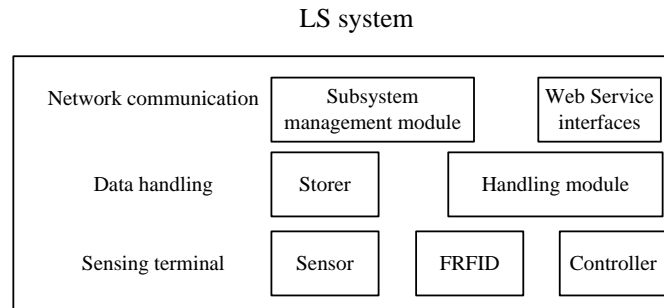 LS system
Network communication
Subsystem
management module
Web Service
interfaces
Data handling
Storer
Handling module
Sensing terminal
Sensor
FRFID
Controller